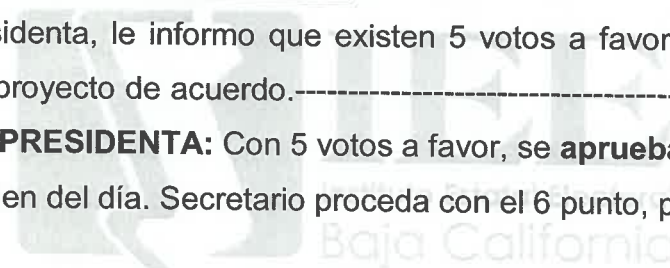 sidenta, le informo que existen 5 votos a favor
proyecto de acuerdo.------------------------------------
PRESIDENTA: Con 5 votos a favor, se aprueba
en del día. Secretario proceda con el 6 punto, p
IEE
Baja California